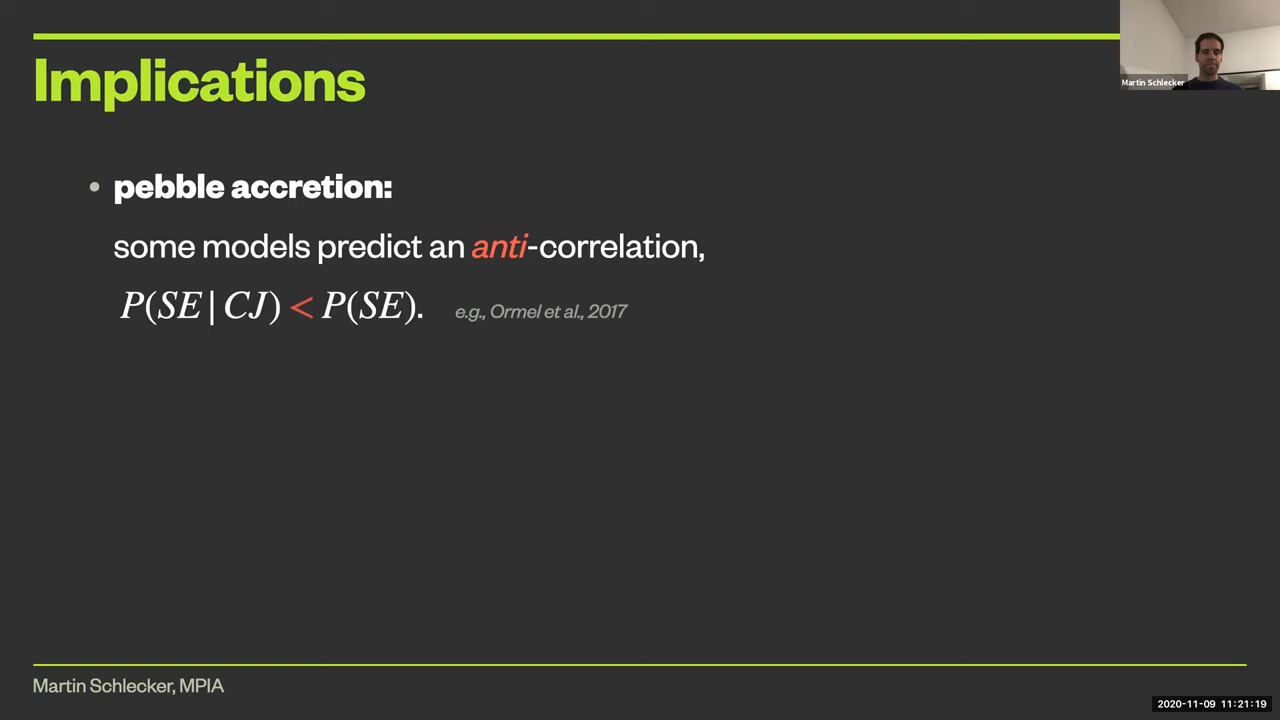 Implications
Martin Schlecker
• pebble accretion:
some models predict an anti-correlation,
P(SE | CJ) < P(SE). e.g., Ormel et al., 2017
Martin Schlecker, MPIA
2020-11-09 11:21:19